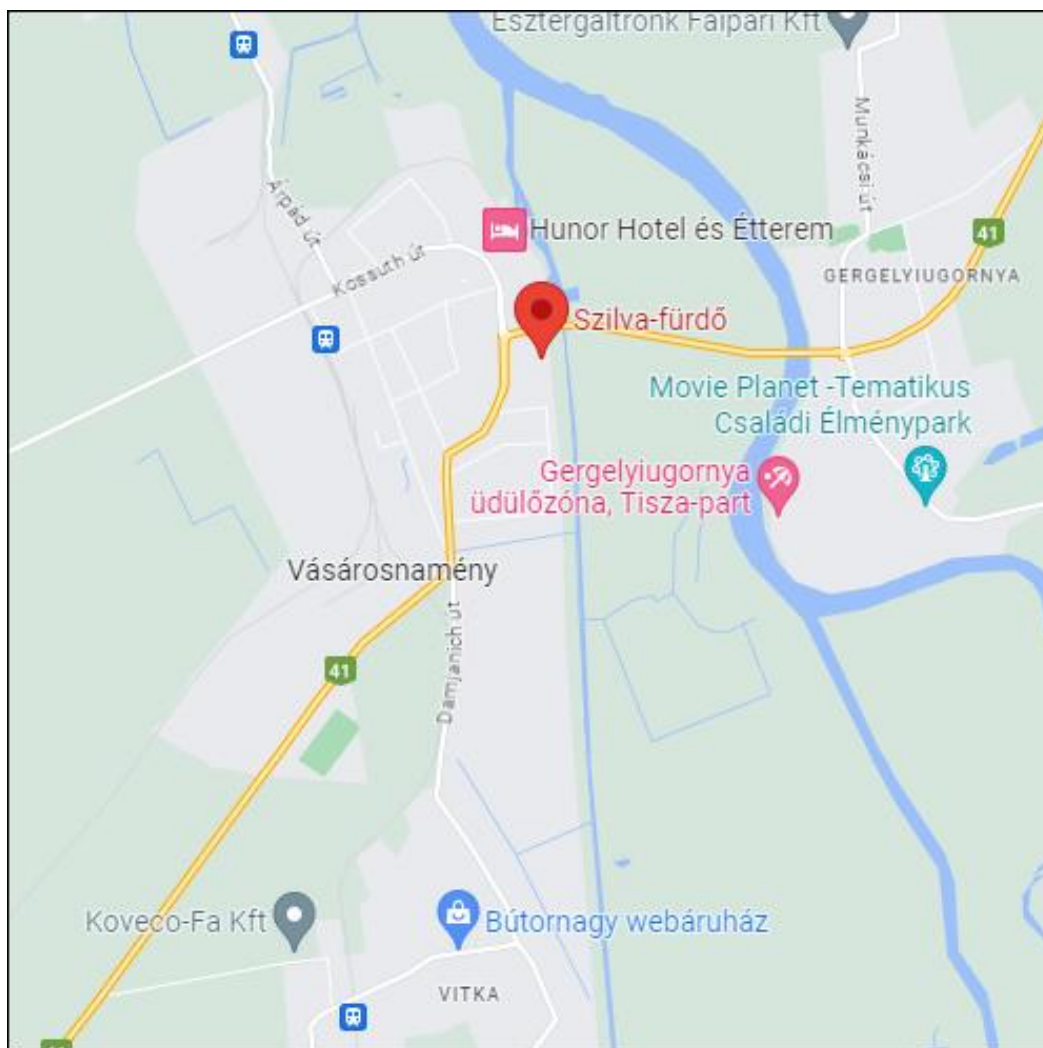 Esztergaltronk Faipari Kft
Munkácsi út
Árpád út
41
Hunor Hotel és Étterem
Kossuth út
GERGELYIUGORNYA
Szilva-fürdő
Movie Planet -Tematikus
Családi Élménypark
Gergelyiugornya
üdülőzóna, Tisza-part
Vásárosnamény
Damjanich út
41
Koveco-Fa Kft
Bútornagy webáruház
VITKA